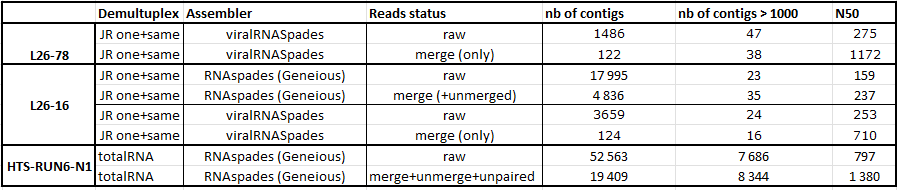 Demultuplex Assembler Reads status nb of contigs nb of contigs > 1000 N50
L26-78 JR one+same viralRNASpades raw 1486 47 275
JR one+same viralRNASpades merge (only) 122 38 1172
L26-16 JR one+same RNAspades (Geneious) raw 17 995 23 159
JR one+same RNAspades (Geneious) merge (+unmerged) 4 836 35 237
JR one+same viralRNASpades raw 3659 24 253
JR one+same viralRNASpades merge (only) 124 16 710
HTS-RUN6-N1 totalRNA RNAspades (Geneious) raw 52 563 7 686 797
totalRNA RNAspades (Geneious) merge+unmerge+unpaired 19 409 8 344 1 380